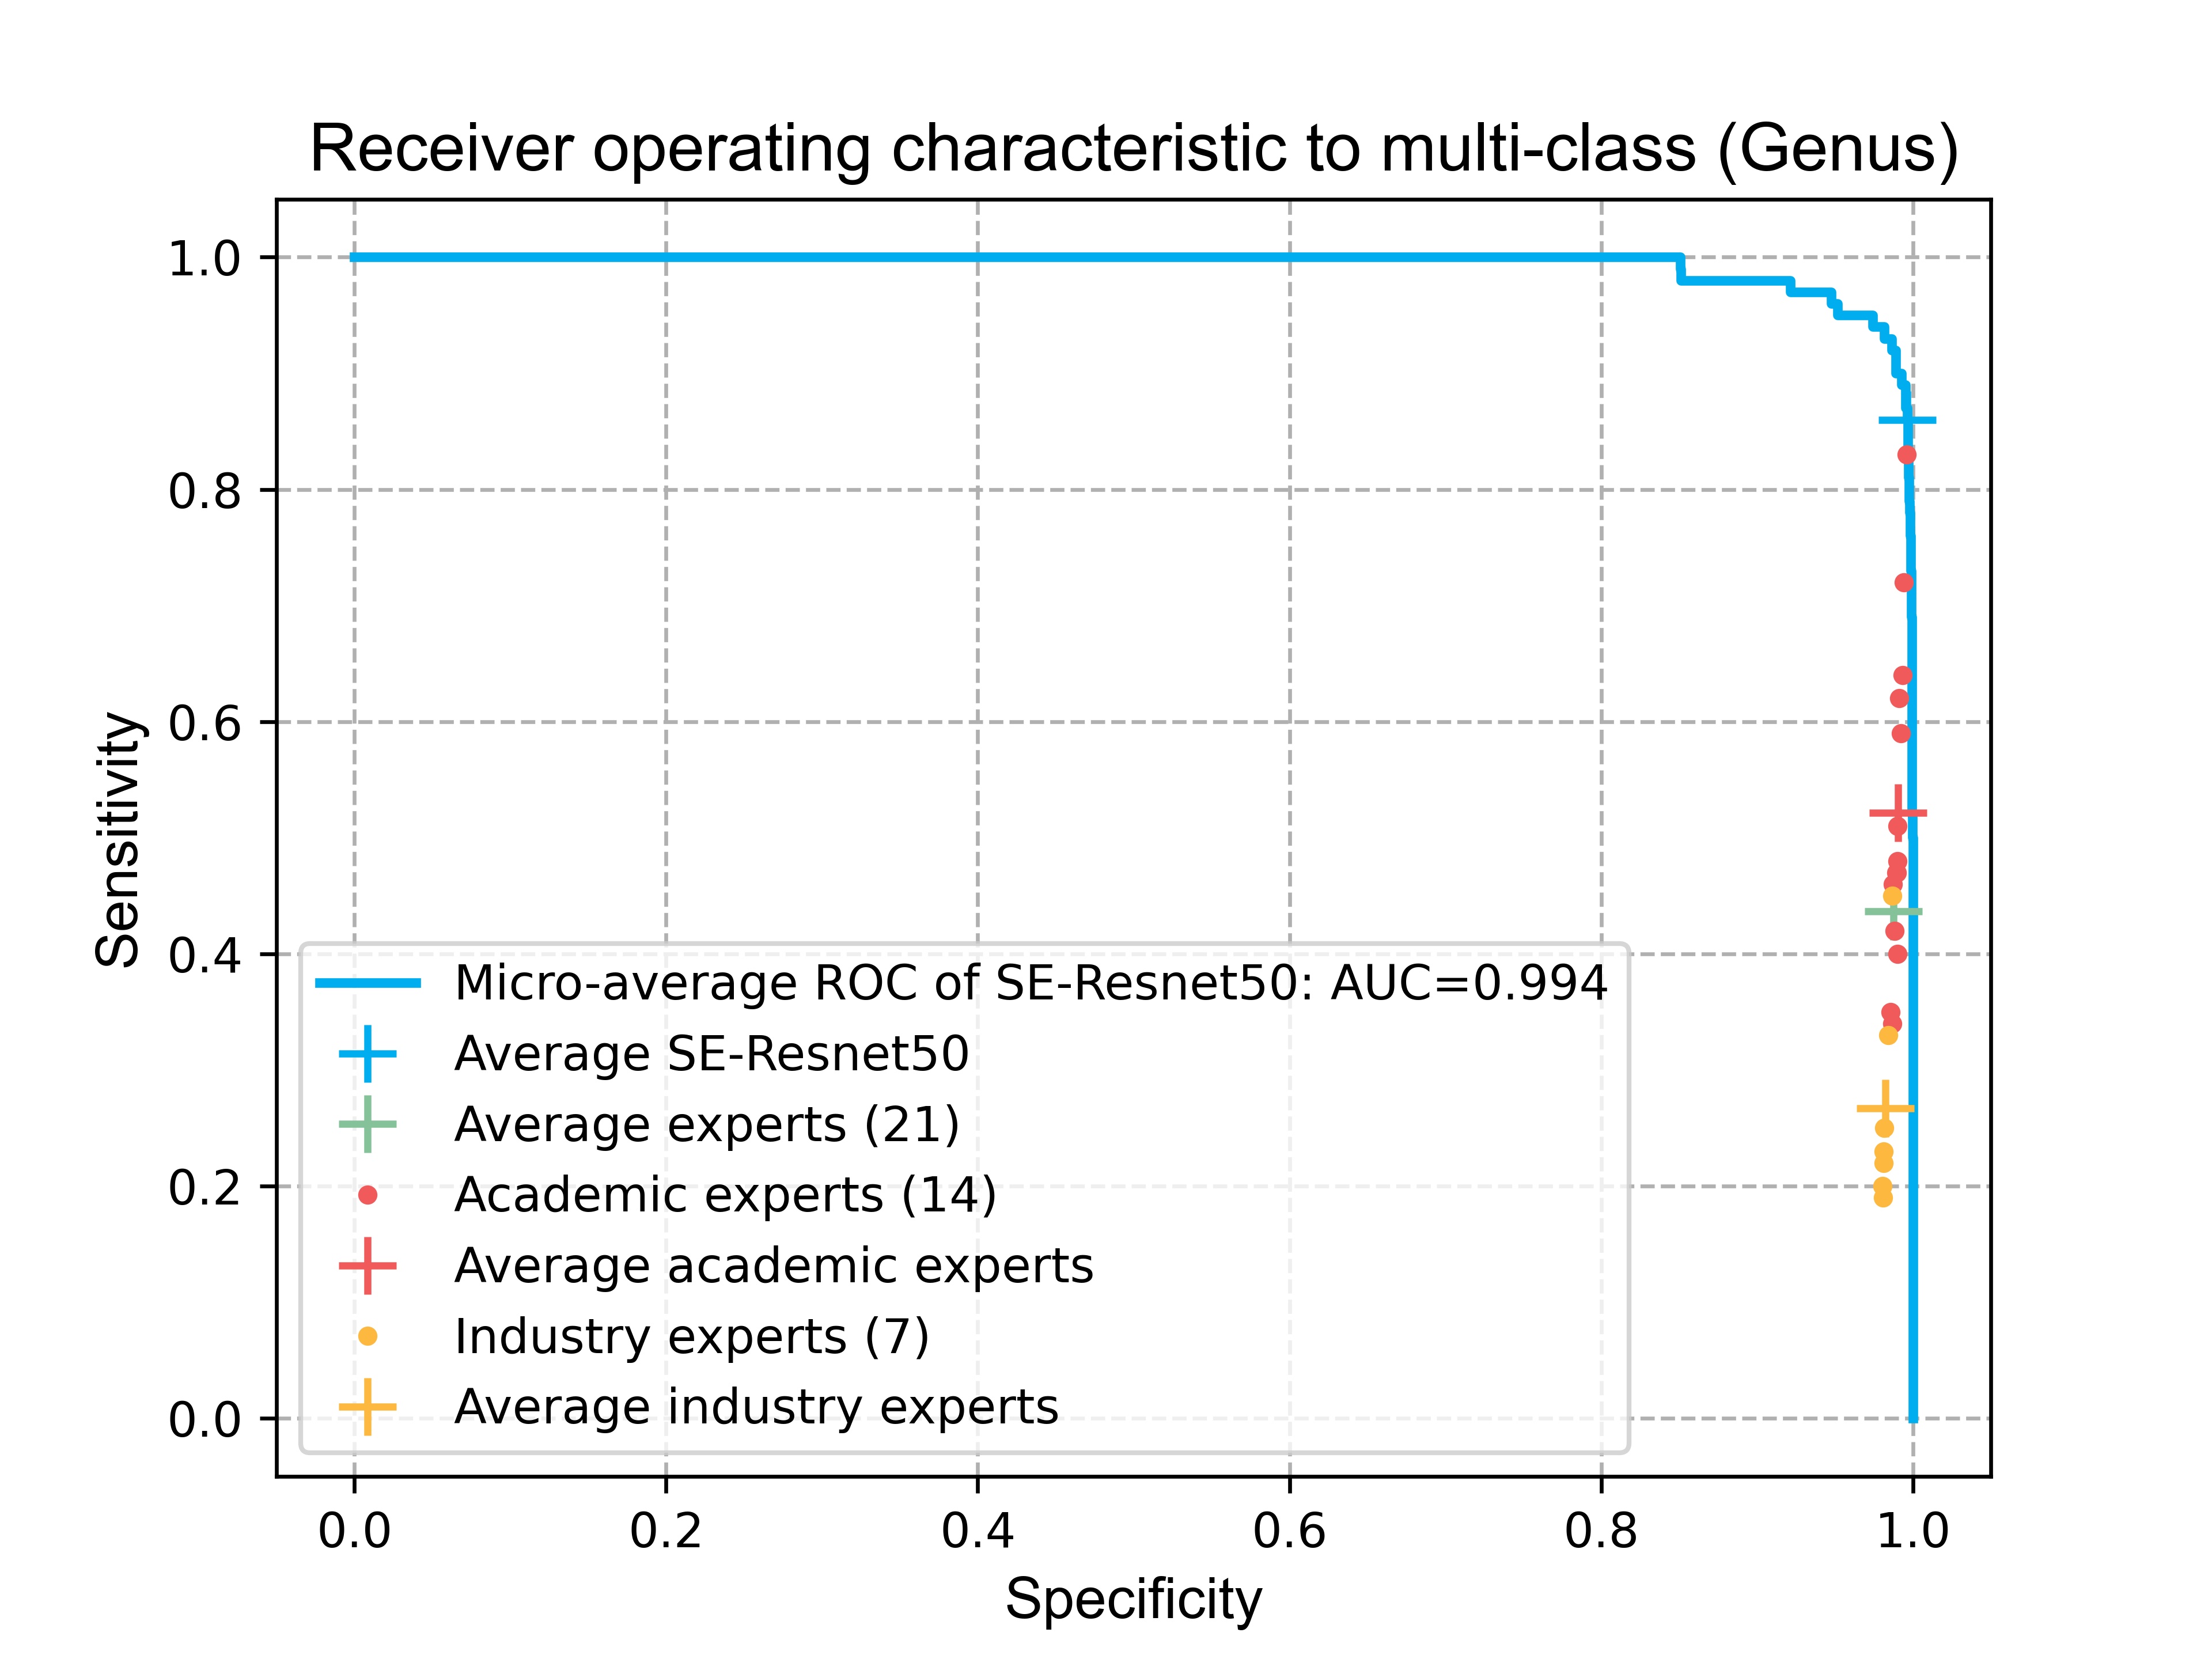 Receiver operating characteristic to multi-class (Genus)
1.0
0.8
0.6
0.4
0.2
0.0
Sensitivity
Micro-average ROC of SE-Resnet50: AUC=0.994
Average SE-Resnet50
Average experts (21)
Academic experts (14)
Average academic experts
Industry experts (7)
Average industry experts
0.0 0.2 0.4 0.6 0.8 1.0
Specificity